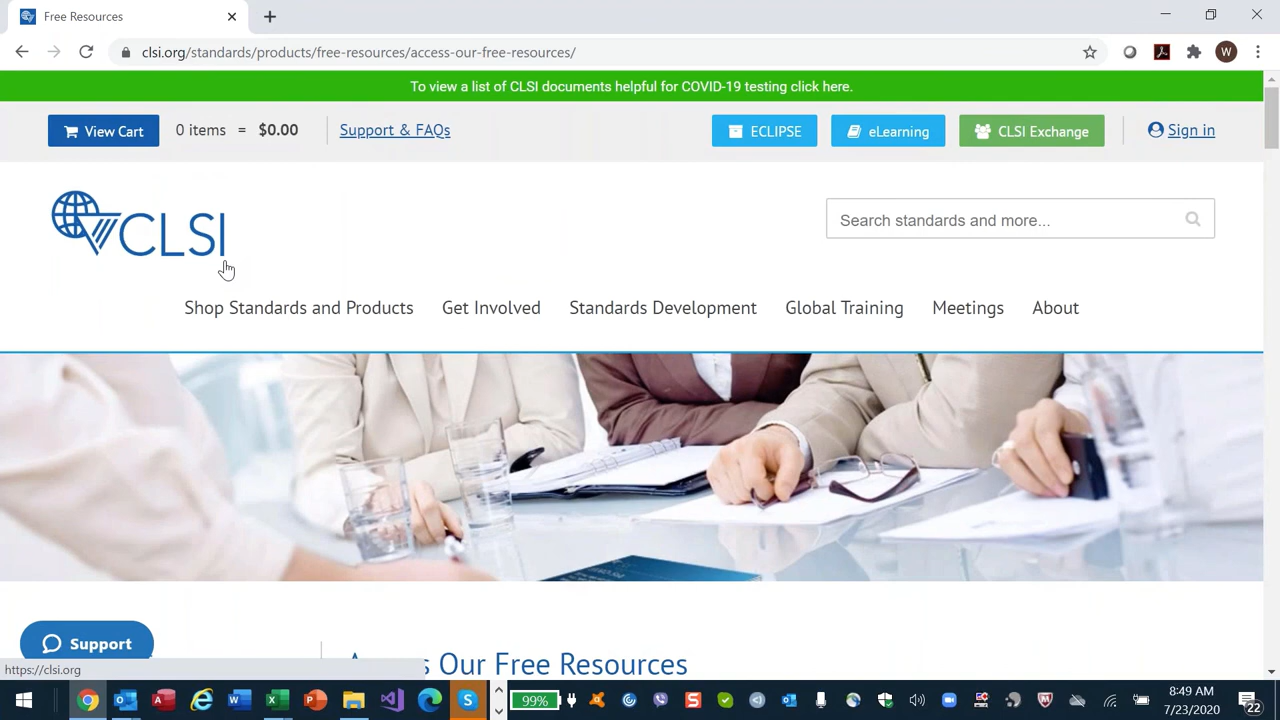 Free Resources
clsi.org/standards/products/free-resources/access-our-free-resources/
W
To view a list of CLSI documents helpful for COVID-19 testing click here.
View Cart 0 items = $0.00 Support & FAQs ECLIPSE eLearning CLSI Exchange Sign in
CLSI
Search standards and more...
Shop Standards and Products Get Involved Standards Development Global Training Meetings About
Support
Our Free Resources
https://clsi.org
99%
8:49 AM
7/23/2020
22